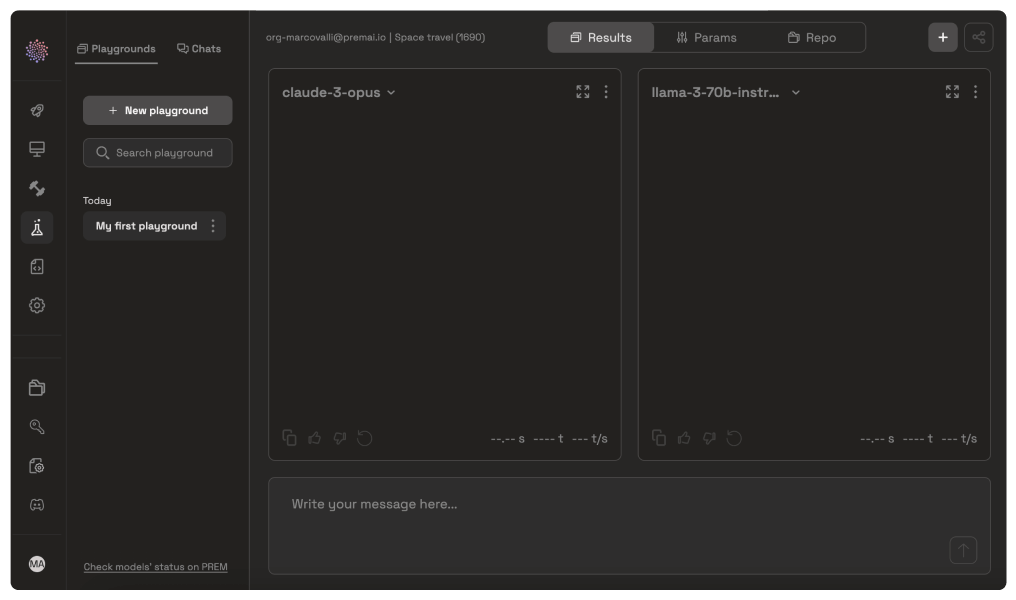 Playgrounds
Chats
+ New playground
Search playground
Today
My first playground
Check models' status on PREM
MA
org-marcovalli@premai.io | Space travel (1690)
Results
Params
Repo
+
claude-3-opus
--.-- s ---- t --- t/s
llama-3-70b-instr...
--.-- s ---- t --- t/s
Write your message here...